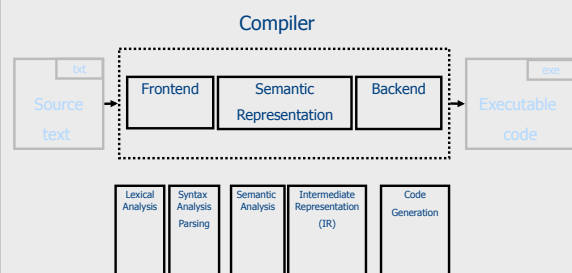 Compiler
txt
Source
text
Frontend
Semantic
Representation
Backend
exe
Executable
code
Lexical
Analysis
Syntax
Analysis
Parsing
Semantic
Analysis
Intermediate
Representation
(IR)
Code
Generation